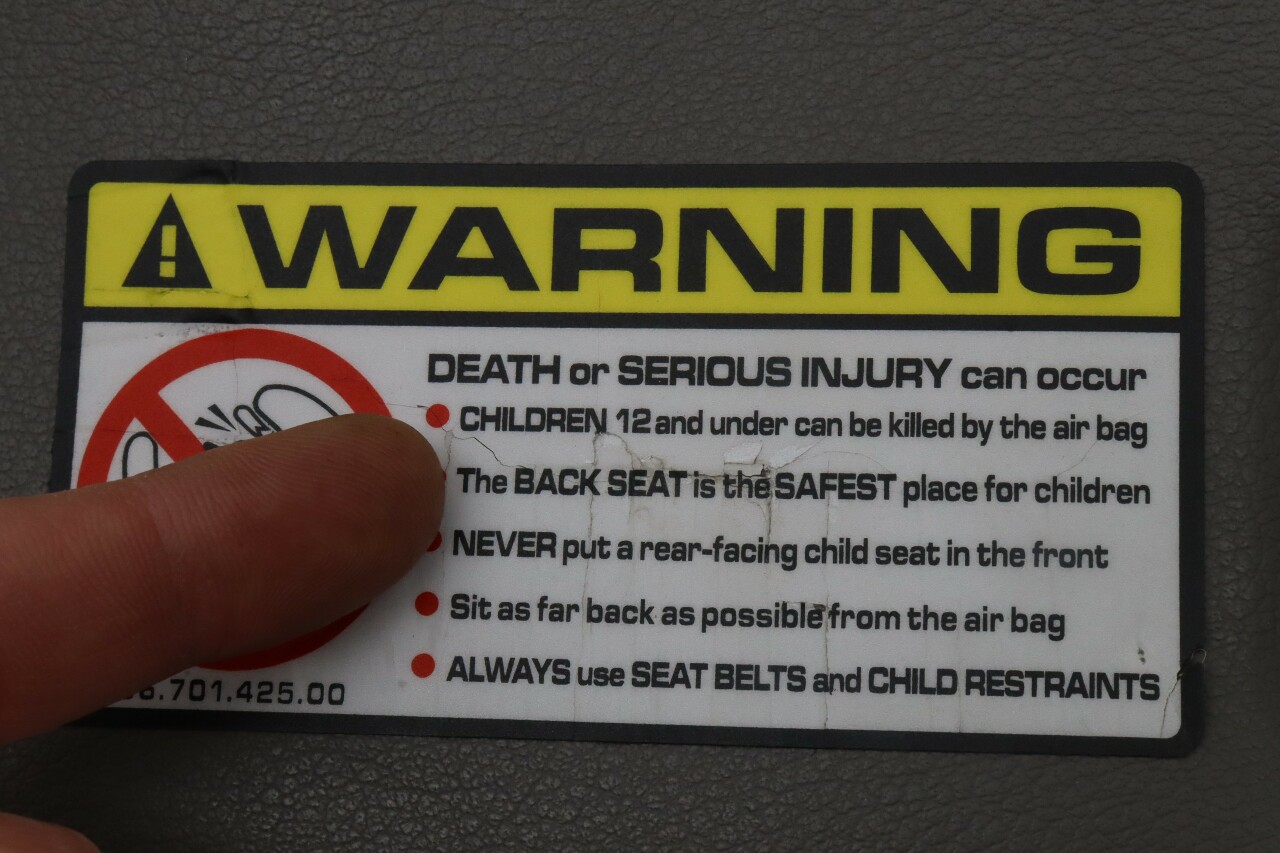 WARNING
DEATH or SERIOUS INJURY can occur
CHILDREN 12 and under can be killed by the air bag
The BACK SEAT is the SAFEST place for children
NEVER put a rear-facing child seat in the front
Sit as far back as possible from the air bag
ALWAYS use SEAT BELTS and CHILD RESTRAINTS
.701.425.00